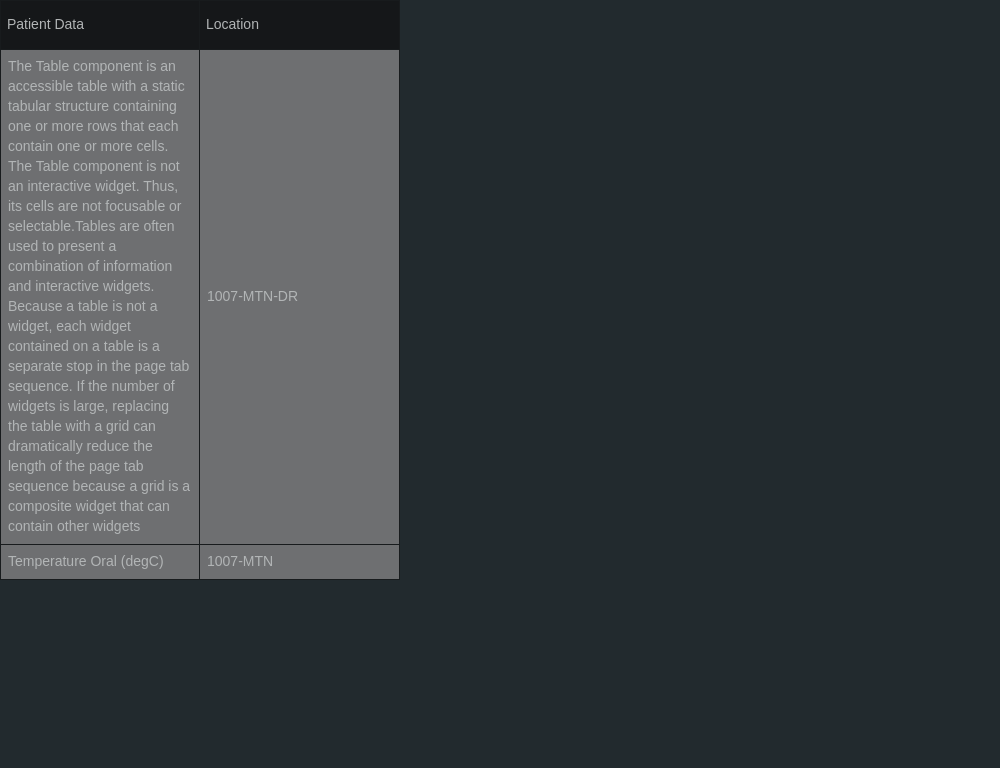 Patient Data
Location
The Table component is an
accessible table with a static
tabular structure containing
one or more rows that each
contain one or more cells.
The Table component is not
an interactive widget. Thus,
its cells are not focusable or
selectable.Tables are often
used to present a
combination of information
and interactive widgets.
Because a table is not a
widget, each widget
contained on a table is a
separate stop in the page tab
sequence. If the number of
widgets is large, replacing
the table with a grid can
dramatically reduce the
length of the page tab
sequence because a grid is a
composite widget that can
contain other widgets
1007-MTN-DR
Temperature Oral (degC)
1007-MTN